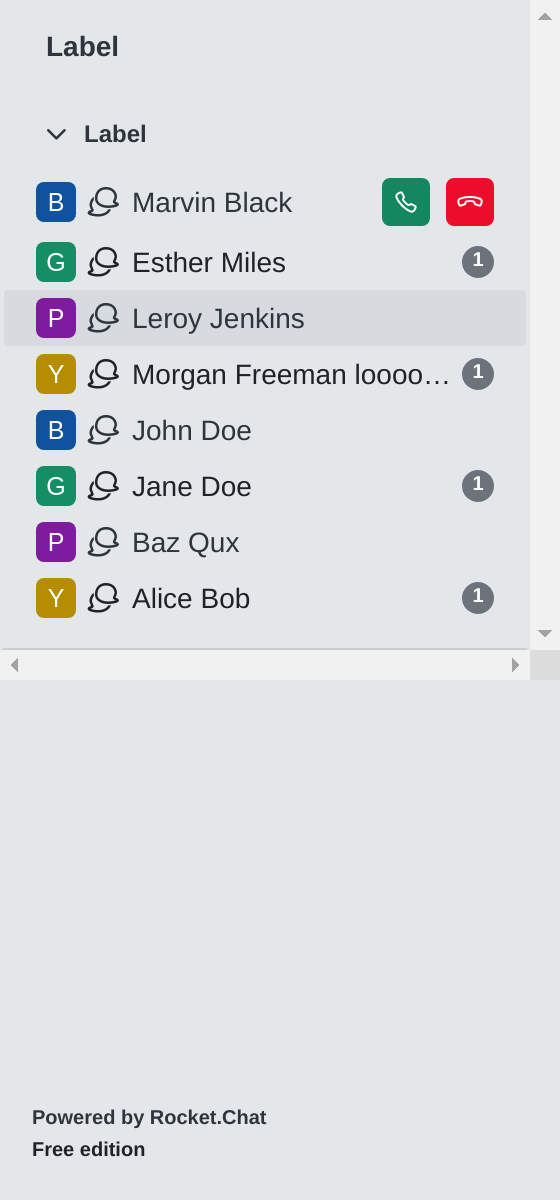 Label
Label
B Marvin Black
G Esther Miles 1
P Leroy Jenkins
Y Morgan Freeman loooo… 1
B John Doe
G Jane Doe 1
P Baz Qux
Y Alice Bob 1
Powered by Rocket.Chat
Free edition